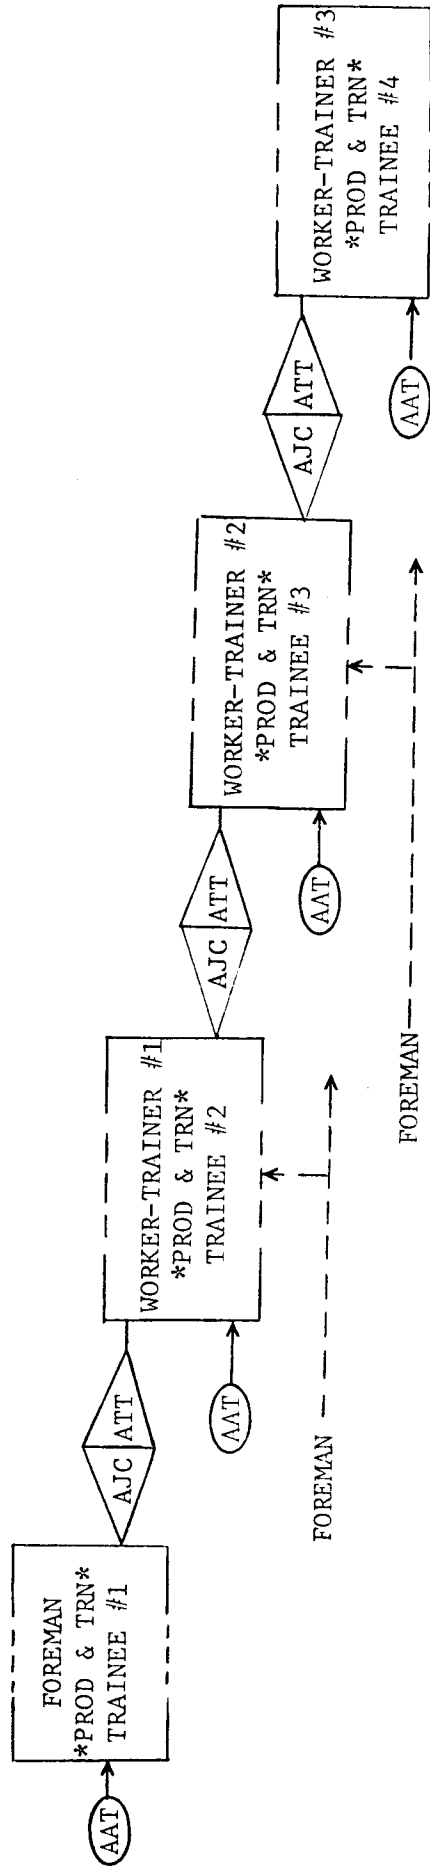 FOREMAN
*PROD & TRN*
TRAINEE #1
AAT
AJC ATT
WORKER-TRAINER #1
*PROD & TRN*
TRAINEE #2
AAT
FOREMAN
AJC ATT
WORKER-TRAINER #2
*PROD & TRN*
TRAINEE #3
AAT
FOREMAN
AJC ATT
WORKER-TRAINER #3
*PROD & TRN*
TRAINEE #4
AAT